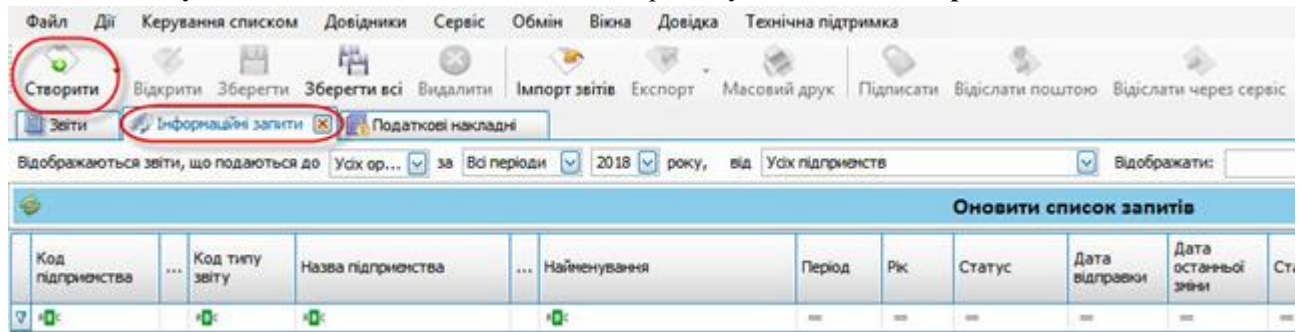 Файл Дії Керування списком Довідники Сервіс Обмін Вікна Довідка Технічна підтримка
Створити Відкрити Зберегти Зберегти всі Видалити Імпорт звітів Експорт Масовий друк Підписати Відіслати поштою Відіслати через сервіс
Звіти Інформаційні запити Податкові накладні
Відображаються звіти, що подаються до Усіх ор... за Всі періоди 2018 року, від Усіх підприємств Відображати:
Оновити список запитів
Код підприємства ... Код типу звіту Назва підприємства ... Найменування Період Рік Статус Дата відправки Дата останньої зміни